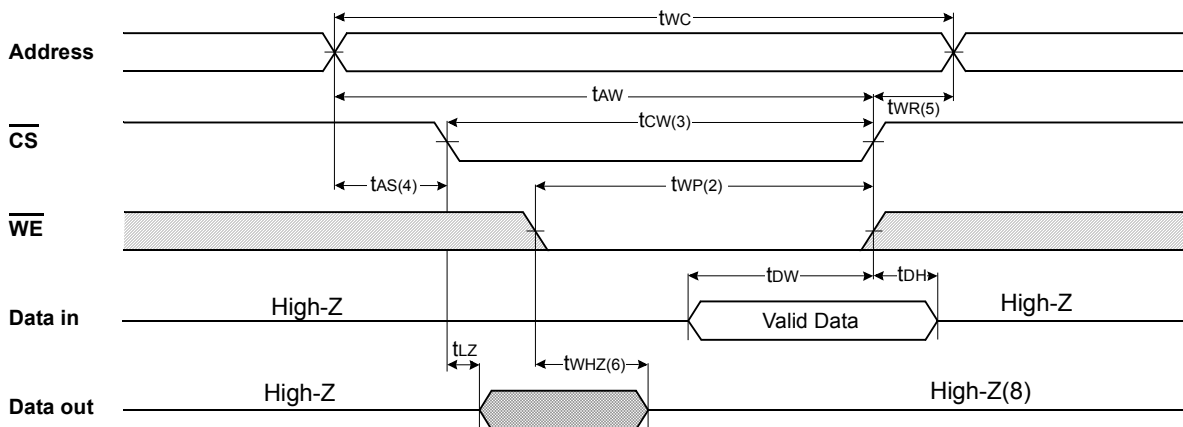 tWC
Address
tAW
tWR(5)
tCW(3)
CS
tAS(4)
tWP(2)
WE
tDW
tDH
High-Z
High-Z
Data in
Valid Data
tLZ
tWHZ(6)
High-Z
High-Z(8)
Data out